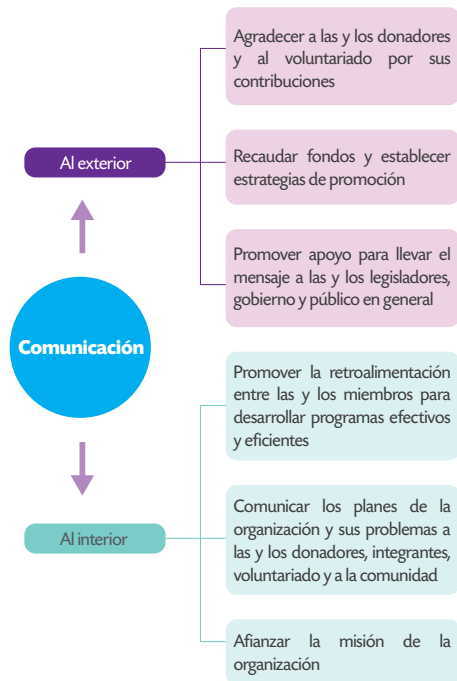 Agradecer a las y los donadores
y al voluntariado por sus
contribuciones
Al exterior
Recaudar fondos y establecer
estrategias de promoción
Promover apoyo para llevar el
mensaje a las y los legisladores,
gobierno y público en general
Comunicación
Promover la retroalimentación
entre las y los miembros para
desarrollar programas efectivos
y eficientes
Al interior
Comunicar los planes de la
organización y sus problemas a
las y los donadores, integrantes,
voluntariado y a la comunidad
Afianzar la misión de la
organización